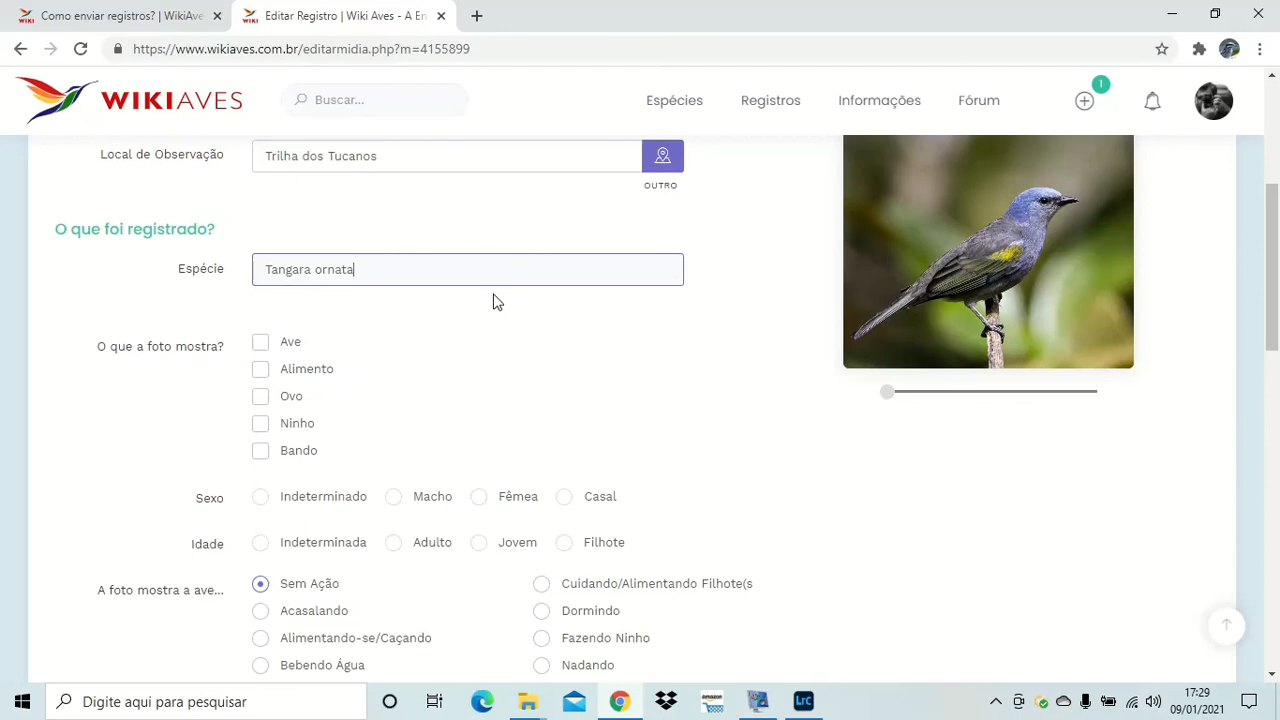 WIKI Como enviar registros? | WikiAve
WIKI Editar Registro | Wiki Aves - A En
https://www.wikiaves.com.br/editarmidia.php?m=4155899
WIKIAVES
Buscar...
Espécies
Registros
Informações
Fórum
1
Local de Observação
Trilha dos Tucanos
OUTRO
O que foi registrado?
Espécie
Tangara ornata
O que a foto mostra?
Ave
Alimento
Ovo
Ninho
Bando
Sexo
Indeterminado
Macho
Fêmea
Casal
Idade
Indeterminada
Adulto
Jovem
Filhote
A foto mostra a ave...
Sem Ação
Cuidando/Alimentando Filhote(s
Acasalando
Dormindo
Alimentando-se/Caçando
Fazendo Ninho
Bebendo Água
Nadando
Digite aqui para pesquisar
amazon
Lrc
17:29
09/01/2021